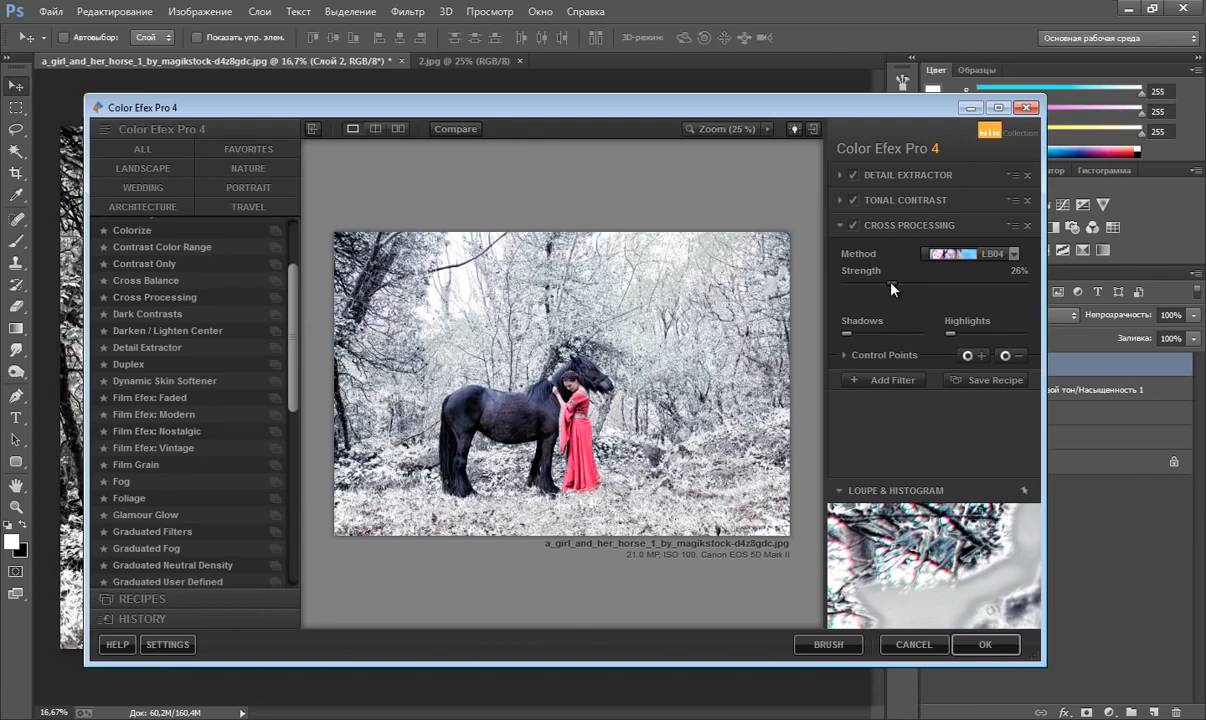 Ps Файл Редактирование Изображение Слои Текст Выделение Фильтр 3D Просмотр Окно Справка
Автовыбор: Слой Показать упр. элем. 3D-режим: Основная рабочая среда
a_girl_and_her_horse_1_by_magikstock-d4z8gdc.jpg @ 16,7% (Слой 2, RGB/8*) * × 2.jpg @ 25% (RGB/8) ×
Цвет Образцы
255
255
255
Гистограмма
Непрозрачность: 100%
Заливка: 100%
вой тон/Насыщенность 1
Color Efex Pro 4
Color Efex Pro 4
ALL FAVORITES
LANDSCAPE NATURE
WEDDING PORTRAIT
ARCHITECTURE TRAVEL
Colorize
Contrast Color Range
Contrast Only
Cross Balance
Cross Processing
Dark Contrasts
Darken / Lighten Center
Detail Extractor
Duplex
Dynamic Skin Softener
Film Efex: Faded
Film Efex: Modern
Film Efex: Nostalgic
Film Efex: Vintage
Film Grain
Fog
Foliage
Glamour Glow
Graduated Filters
Graduated Fog
Graduated Neutral Density
Graduated User Defined
RECIPES
HISTORY
HELP SETTINGS
Compare
Zoom (25 %)
a_girl_and_her_horse_1_by_magikstock-d4z8gdc.jpg
21.0 MP, ISO 100, Canon EOS 5D Mark II
Nik Collection
Color Efex Pro 4
DETAIL EXTRACTOR
TONAL CONTRAST
CROSS PROCESSING
Method LB04
Strength 26%
Shadows Highlights
Control Points
Add Filter Save Recipe
LOUPE & HISTOGRAM
BRUSH CANCEL OK
16,67% Док: 60,2M/160,4M